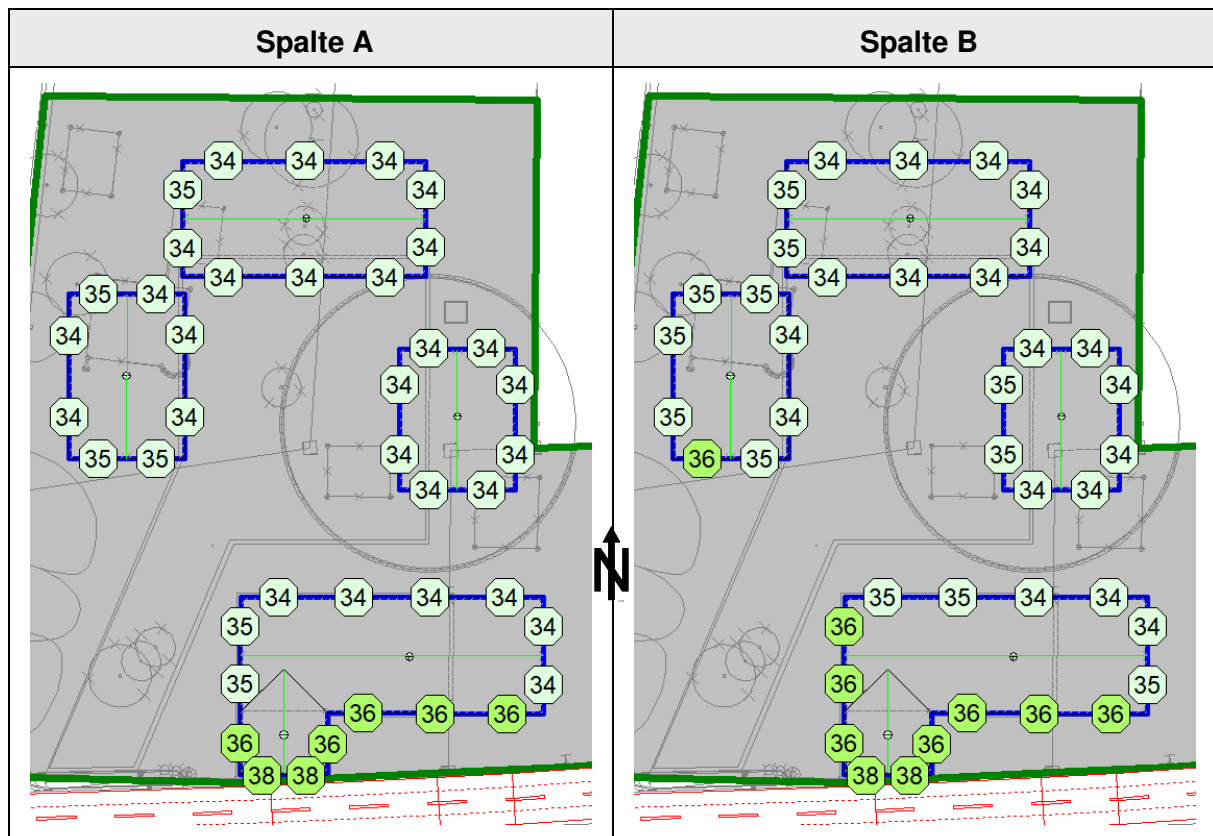 Spalte A Spalte B
34 34 34 34 34 34
35 34 35 34
34 34 35 34
34 34 34 34 34 34
35 34 35 35
34 34 35 34
34 34 34 34
34 34 35 34
34 34 35 34
34 34 35 34
35 35 36 35
34 34 34 34
N
34 34 34 34 35 35 34 34
35 34 36 34
35 34 36 35
36 36 36 36 36 36
36 36 36 36
38 38 38 38